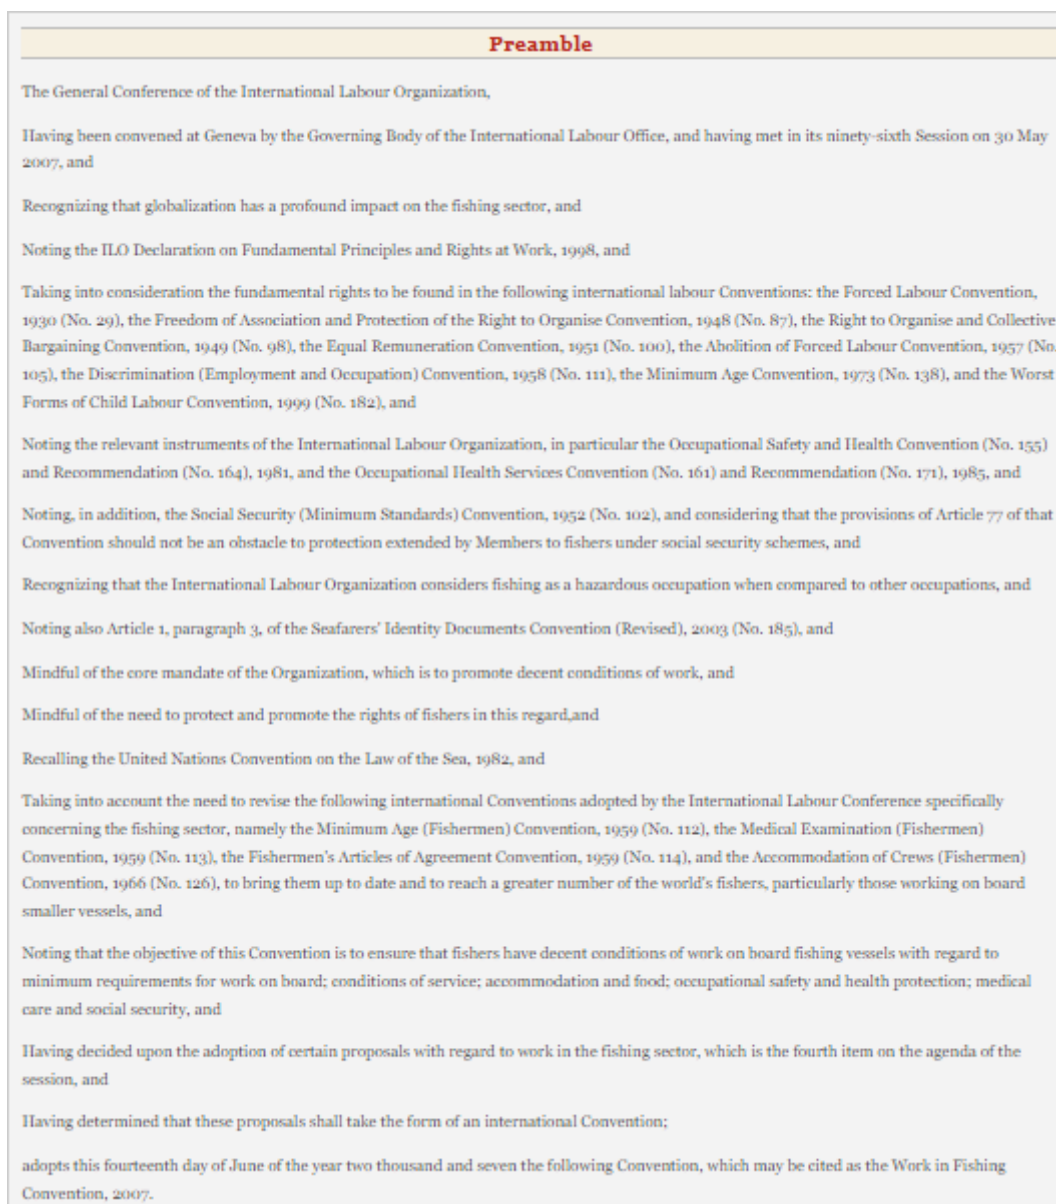 Preamble
The General Conference of the International Labour Organization,
Having been convened at Geneva by the Governing Body of the International Labour Office, and having met in its ninety-sixth Session on 30 May
2007, and
Recognizing that globalization has a profound impact on the fishing sector, and
Noting the ILO Declaration on Fundamental Principles and Rights at Work, 1998, and
Taking into consideration the fundamental rights to be found in the following international labour Conventions: the Forced Labour Convention,
1930 (No. 29), the Freedom of Association and Protection of the Right to Organise Convention, 1948 (No. 87), the Right to Organise and Collective
Bargaining Convention, 1949 (No. 98), the Equal Remuneration Convention, 1951 (No. 100), the Abolition of Forced Labour Convention, 1957 (No.
105), the Discrimination (Employment and Occupation) Convention, 1958 (No. 111), the Minimum Age Convention, 1973 (No. 138), and the Worst
Forms of Child Labour Convention, 1999 (No. 182), and
Noting the relevant instruments of the International Labour Organization, in particular the Occupational Safety and Health Convention (No. 155)
and Recommendation (No. 164), 1981, and the Occupational Health Services Convention (No. 161) and Recommendation (No. 171), 1985, and
Noting, in addition, the Social Security (Minimum Standards) Convention, 1952 (No. 102), and considering that the provisions of Article 77 of that
Convention should not be an obstacle to protection extended by Members to fishers under social security schemes, and
Recognizing that the International Labour Organization considers fishing as a hazardous occupation when compared to other occupations, and
Noting also Article 1, paragraph 3, of the Seafarers' Identity Documents Convention (Revised), 2003 (No. 185), and
Mindful of the core mandate of the Organization, which is to promote decent conditions of work, and
Mindful of the need to protect and promote the rights of fishers in this regard,and
Recalling the United Nations Convention on the Law of the Sea, 1982, and
Taking into account the need to revise the following international Conventions adopted by the International Labour Conference specifically
concerning the fishing sector, namely the Minimum Age (Fishermen) Convention, 1959 (No. 112), the Medical Examination (Fishermen)
Convention, 1959 (No. 113), the Fishermen's Articles of Agreement Convention, 1959 (No. 114), and the Accommodation of Crews (Fishermen)
Convention, 1966 (No. 126), to bring them up to date and to reach a greater number of the world's fishers, particularly those working on board
smaller vessels, and
Noting that the objective of this Convention is to ensure that fishers have decent conditions of work on board fishing vessels with regard to
minimum requirements for work on board; conditions of service; accommodation and food; occupational safety and health protection; medical
care and social security, and
Having decided upon the adoption of certain proposals with regard to work in the fishing sector, which is the fourth item on the agenda of the
session, and
Having determined that these proposals shall take the form of an international Convention;
adopts this fourteenth day of June of the year two thousand and seven the following Convention, which may be cited as the Work in Fishing
Convention, 2007.